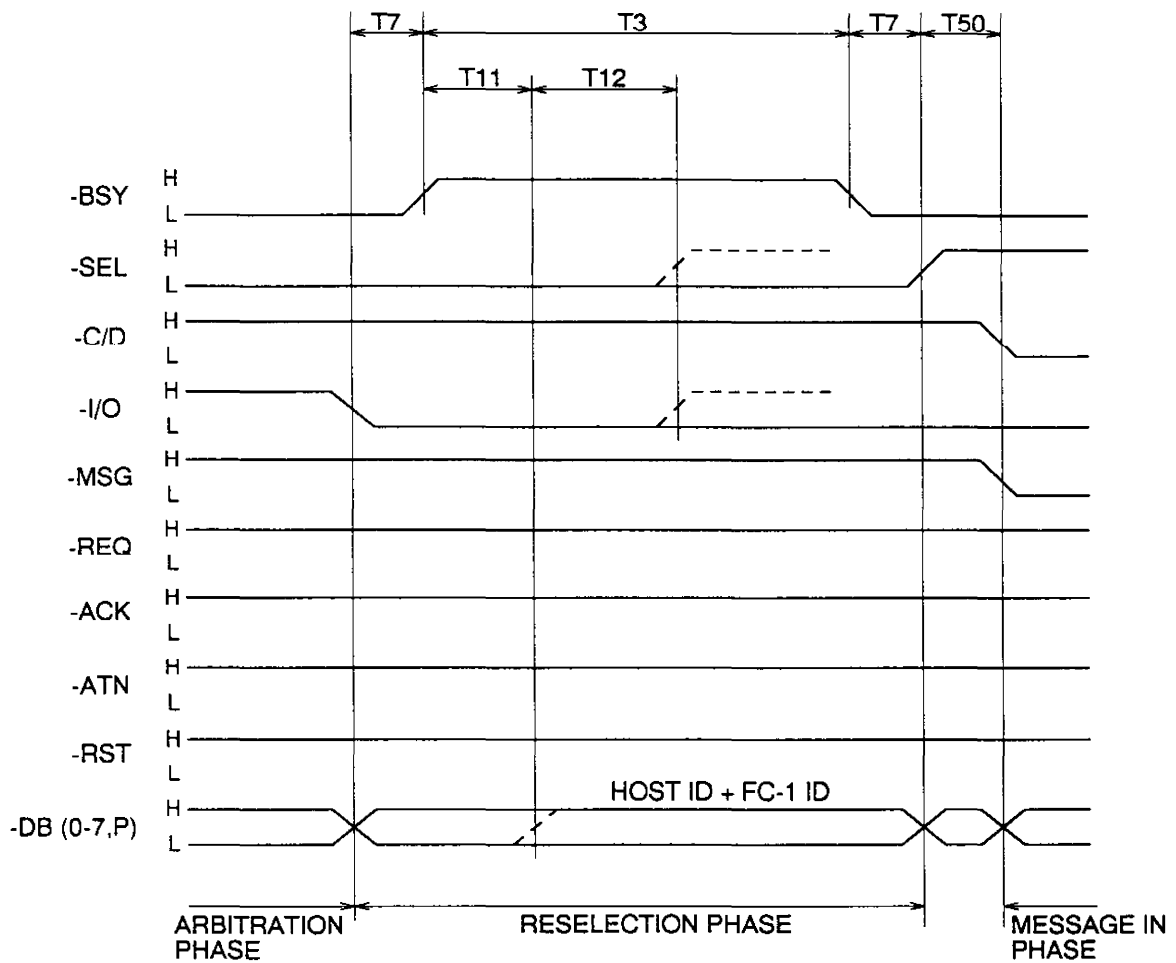 T7 T3 T7 T50
T11 T12
-BSY H
L
-SEL H
L
-C/D H
L
-I/O H
L
-MSG H
L
-REQ H
L
-ACK H
L
-ATN H
L
-RST H
L
HOST ID + FC-1 ID
-DB (0-7,P) H
L
ARBITRATION PHASE
RESELECTION PHASE
MESSAGE IN PHASE